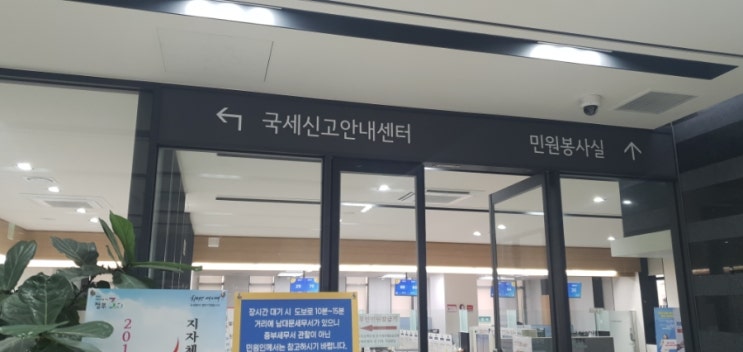 국세신고안내센터
민원봉사실
장시간 대기 시 도보로 10분~15분
거리에 남대문세무서가 있으니
중부세무서 관할이 아닌
민원인께서는 참고하시기 바랍니다.
지자체
201